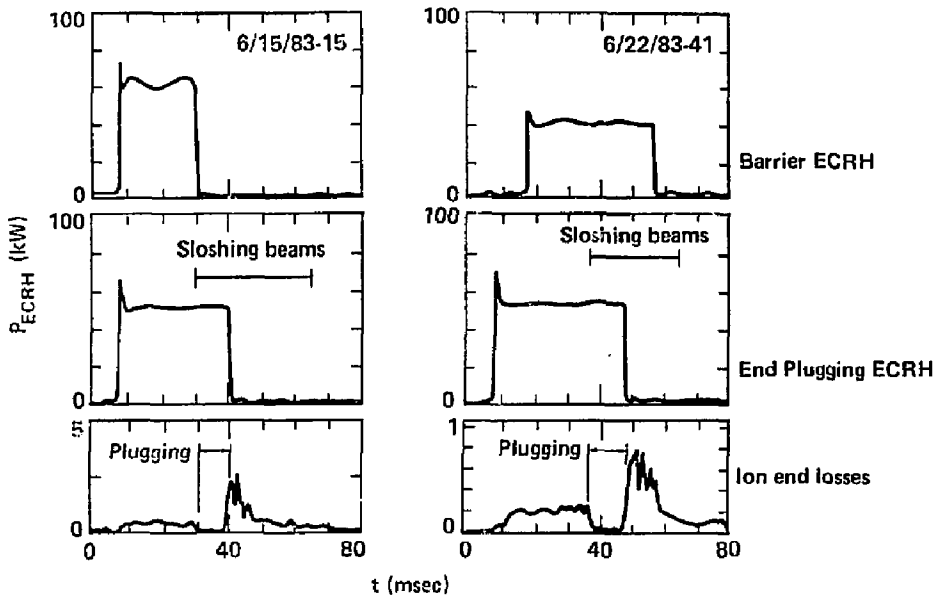 100
6/15/83-15
0
100
6/22/83-41
0
Barrier ECRH
100
Sloshing beams
0
100
Sloshing beams
0
End Plugging ECRH
P_ECRH (kW)
5
Plugging
0
0
40
80
1
Plugging
0
0
40
80
Ion end losses
t (msec)